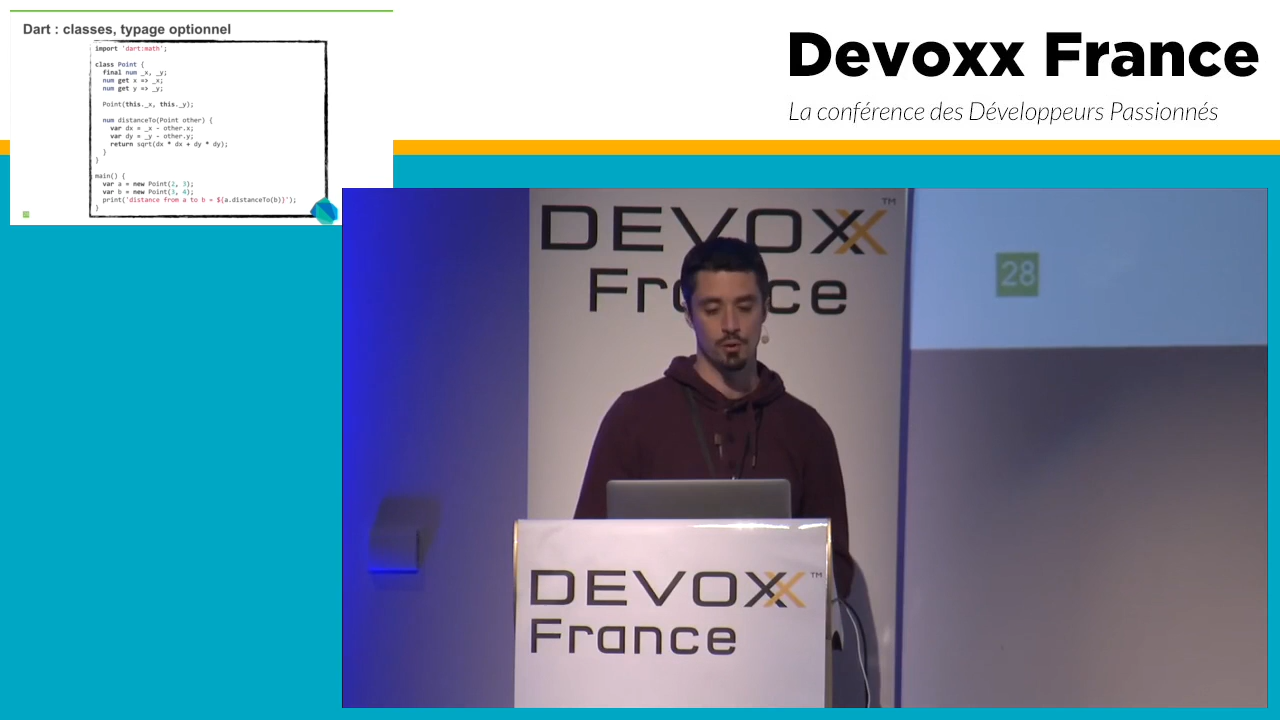 Dart : classes, typage optionnel
import 'dart:math';
class Point {
final num _x, _y;
num get x => _x;
num get y => _y;
Point(this._x, this._y);
num distanceTo(Point other) {
var dx = _x - other.x;
var dy = _y - other.y;
return sqrt(dx * dx + dy * dy);
}
}
main() {
var a = new Point(2, 3);
var b = new Point(3, 4);
print('distance from a to b = ${a.distanceTo(b)}');
}
Devoxx France
La conférence des Développeurs Passionnés
DEVOXX™
France
28
DEVOXX™
France